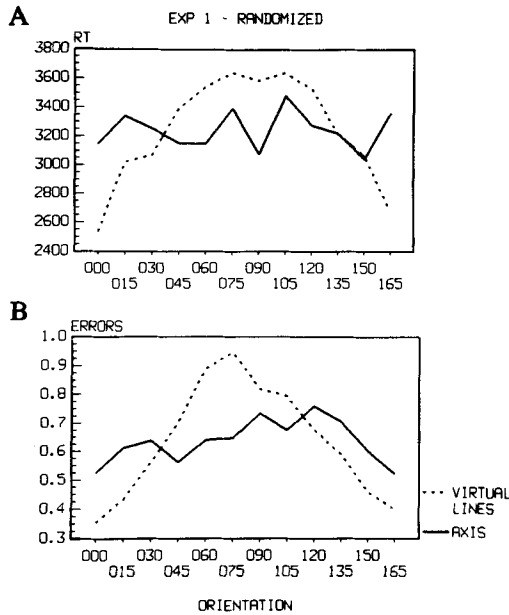 A
EXP 1 - RANDOMIZED
RT
3800
3600
3400
3200
3000
2800
2600
2400
000 030 060 090 120 150
015 045 075 105 135 165
B
ERRORS
1.0
0.9
0.8
0.7
0.6
0.5
0.4
0.3
000 030 060 090 120 150
015 045 075 105 135 165
VIRTUAL
LINES
AXIS
ORIENTATION